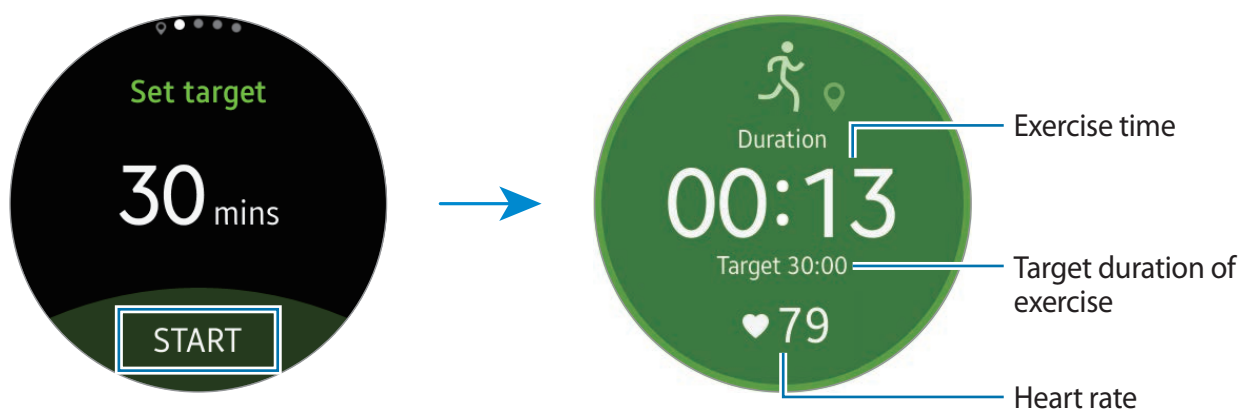 Set target
30 mins
START
Duration
00:13
Target 30:00
79
Exercise time
Target duration of
exercise
Heart rate